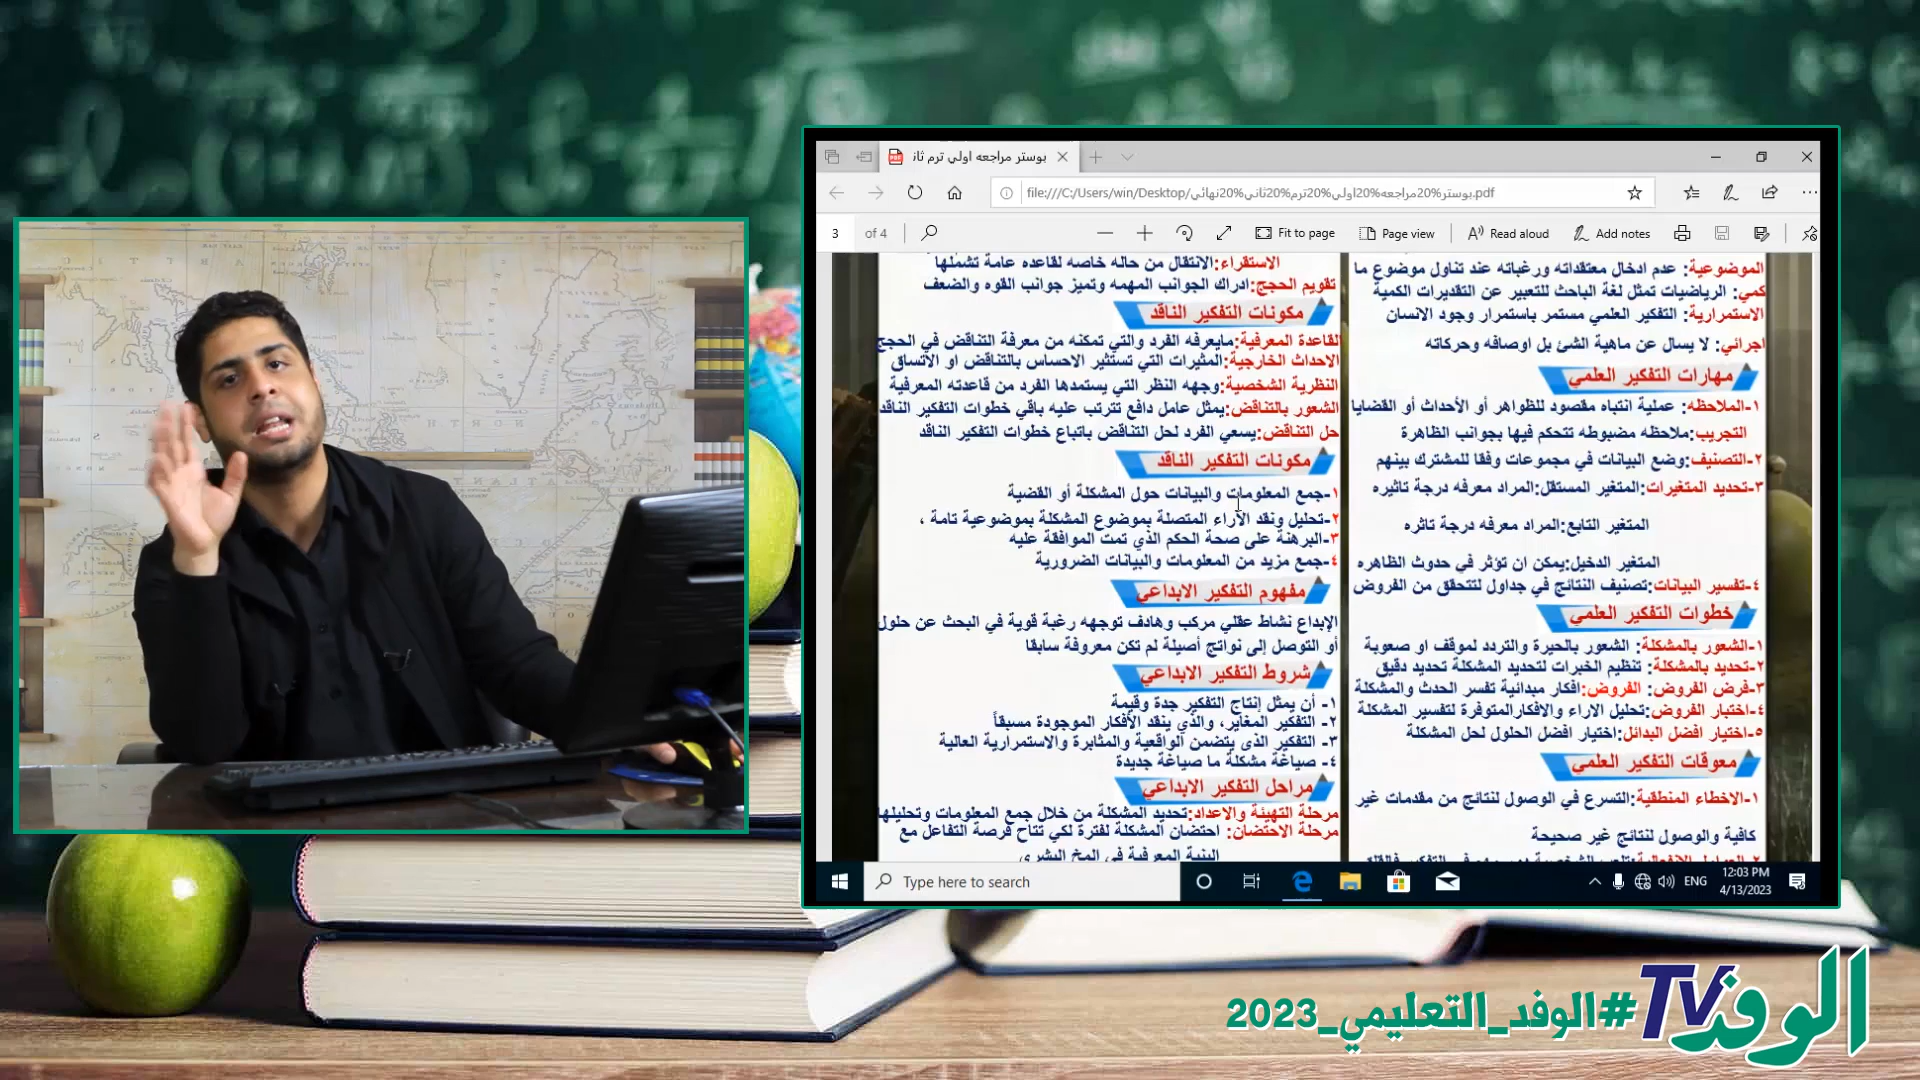 بوستر مراجعه اولي ترم ثان
file:///C:/Users/win/Desktop/بوستر%20مراجعه%20اولي%20ترم%20ثاني%20نهائي.pdf
3 of 4
Fit to page
Page view
Read aloud
Add notes
الموضوعية: عدم ادخال معتقداته ورغباته عند تناول موضوع ما
كمي: الرياضيات تمثل لغة الباحث للتعبير عن التقديرات الكمية
الاستمرارية: التفكير العلمي مستمر باستمرار وجود الانسان
اجرائي: لا يسال عن ماهية الشئ بل اوصافه وحركاته
مهارات التفكير العلمي
١-الملاحظه: عملية انتباه مقصود للظواهر أو الأحداث أو القضايا
التجريب:ملاحظه مضبوطه تتحكم فيها بجوانب الظاهرة
٢-التصنيف:وضع البيانات في مجموعات وفقا للمشترك بينهم
٣-تحديد المتغيرات:المتغير المستقل:المراد معرفه درجة تاثيره
المتغير التابع:المراد معرفه درجة تاثره
المتغير الدخيل:يمكن ان تؤثر في حدوث الظاهره
٤-تفسير البيانات:تصنيف النتائج في جداول لتتحقق من الفروض
خطوات التفكير العلمي
١-الشعور بالمشكلة: الشعور بالحيرة والتردد لموقف او صعوبة
٢-تحديد بالمشكلة: تنظيم الخبرات لتحديد المشكلة تحديد دقيق
٣-فرض الفروض: الفروض:افكار مبدائية تفسر الحدث والمشكلة
٤-اختبار الفروض:تحليل الاراء والافكارالمتوفرة لتفسير المشكلة
٥-اختيار افضل البدائل:اختيار افضل الحلول لحل المشكلة
معوقات التفكير العلمي
١-الاخطاء المنطقية:التسرع في الوصول لنتائج من مقدمات غير
كافية والوصول لنتائج غير صحيحة
الاستقراء:الانتقال من حاله خاصه لقاعده عامة تشملها
تقويم الحجج:ادراك الجوانب المهمه وتميز جوانب القوه والضعف
مكونات التفكير الناقد
القاعدة المعرفية:مايعرفه الفرد والتي تمكنه من معرفة التناقض في الحجج
الاحداث الخارجية:المثيرات التي تستثير الاحساس بالتناقض او الاتساق
النظرية الشخصية:وجهه النظر التي يستمدها الفرد من قاعدته المعرفية
الشعور بالتناقض:يمثل عامل دافع تترتب عليه باقي خطوات التفكير الناقد
حل التناقض:يسعي الفرد لحل التناقض باتباع خطوات التفكير الناقد
مكونات التفكير الناقد
١-جمع المعلومات والبيانات حول المشكلة أو القضية
٢-تحليل ونقد الآراء المتصلة بموضوع المشكلة بموضوعية تامة ،
٣-البرهنة على صحة الحكم الذي تمت الموافقة عليه
٤-جمع مزيد من المعلومات والبيانات الضرورية
مفهوم التفكير الابداعي
الإبداع نشاط عقلي مركب وهادف توجهه رغبة قوية في البحث عن حلول
أو التوصل إلى نواتج أصيلة لم تكن معروفة سابقا
شروط التفكير الابداعي
١- أن يمثل إنتاج التفكير جدة وقيمة
٢- التفكير المغاير، والذي ينقد الأفكار الموجودة مسبقاً
٣- التفكير الذى يتضمن الواقعية والمثابرة والاستمرارية العالية
٤- صياغة مشكلة ما صياغة جديدة
مراحل التفكير الابداعي
مرحلة التهيئة والاعداد:تحديد المشكلة من خلال جمع المعلومات وتحليلها
مرحلة الاحتضان: احتضان المشكلة لفترة لكي تتاح فرصة التفاعل مع
البنية المعرفية في المخ البشري
Type here to search
ENG
12:03 PM
4/13/2023
الوفد TV
#الوفد_التعليمي_2023